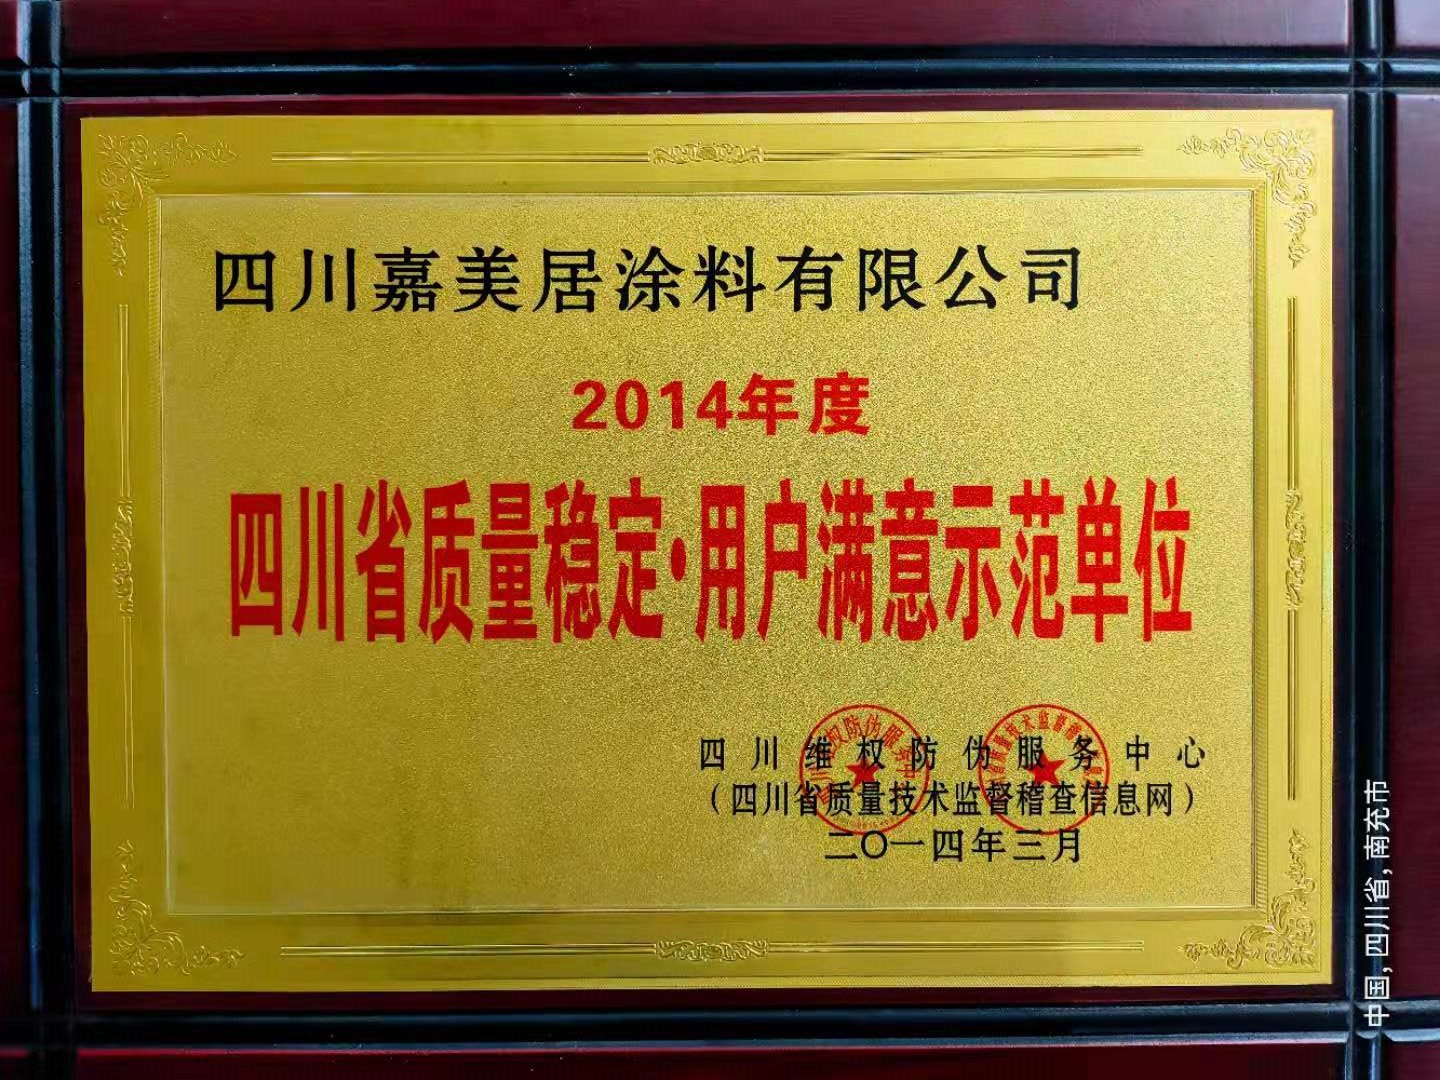 四川嘉美居涂料有限公司
2014年度
四川省质量稳定·用户满意示范单位
四川维权防伪服务中心
（四川省质量技术监督稽查信息网）
二〇一四年三月
中国, 四川省, 南充市